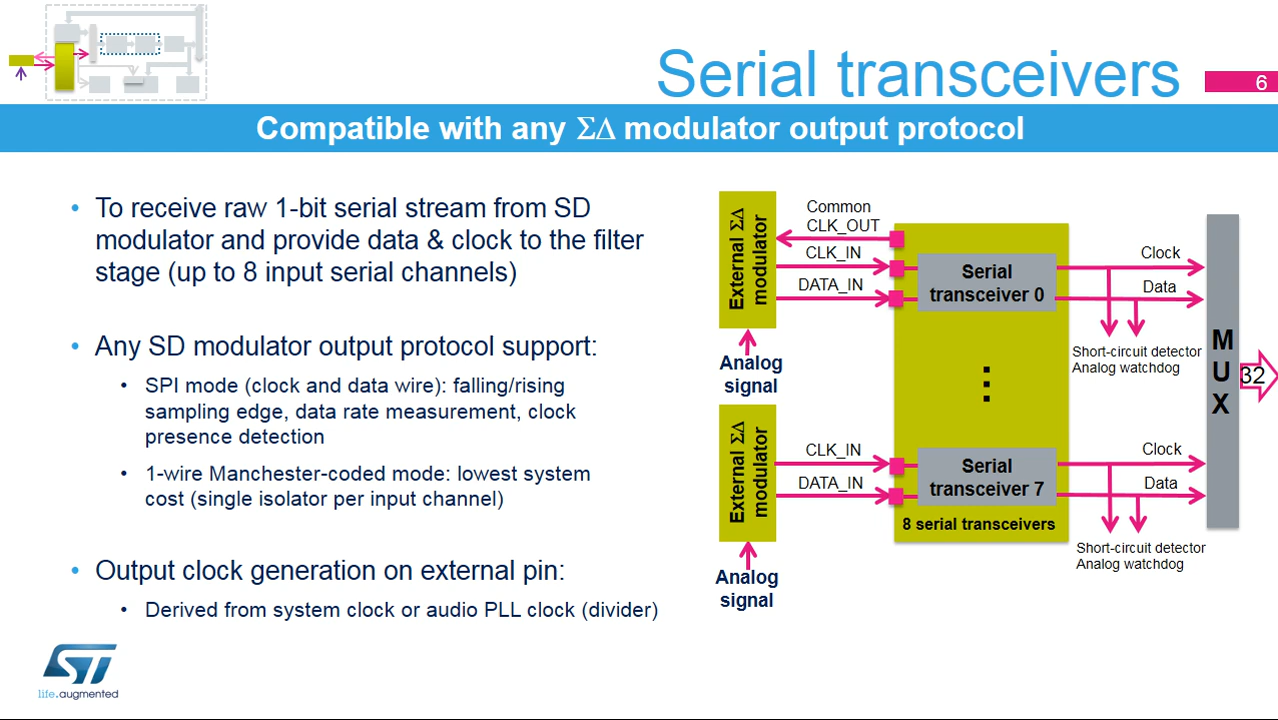 Serial transceivers
6
Compatible with any ΣΔ modulator output protocol
• To receive raw 1-bit serial stream from SD
modulator and provide data & clock to the filter
stage (up to 8 input serial channels)
• Any SD modulator output protocol support:
• SPI mode (clock and data wire): falling/rising
sampling edge, data rate measurement, clock
presence detection
• 1-wire Manchester-coded mode: lowest system
cost (single isolator per input channel)
• Output clock generation on external pin:
• Derived from system clock or audio PLL clock (divider)
External ΣΔ
modulator
Common
CLK_OUT
CLK_IN
DATA_IN
Analog
signal
Serial
transceiver 0
Clock
Data
Short-circuit detector
Analog watchdog
External ΣΔ
modulator
CLK_IN
DATA_IN
Analog
signal
Serial
transceiver 7
8 serial transceivers
Clock
Data
Short-circuit detector
Analog watchdog
M
U
X
32
ST
life.augmented